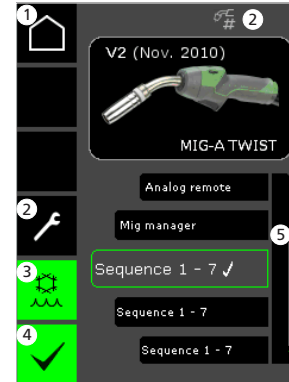 1
2
V2 (Nov. 2010)
MIG-A TWIST
Analog remote
2
Mig manager
5
3
Sequence 1 - 7
Sequence 1 - 7
4
Sequence 1 - 7